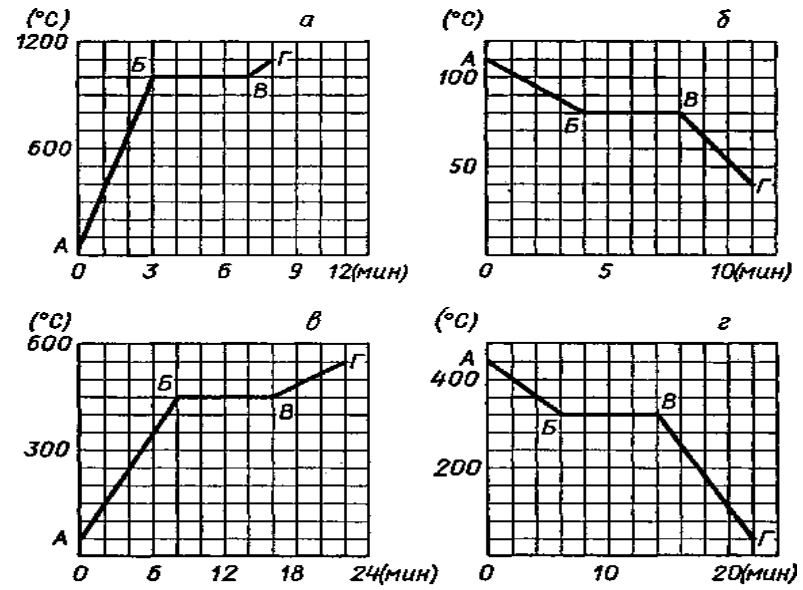 (°C) а
1200
Б Г
В
600
А
0 3 6 9 12(мин)
(°C) б
А
100
В
Б
50
Г
0 5 10(мин)
(°C) в
600
Г
Б
В
300
А
0 6 12 18 24(мин)
(°C) г
А
400
В
Б
200
Г
0 10 20(мин)